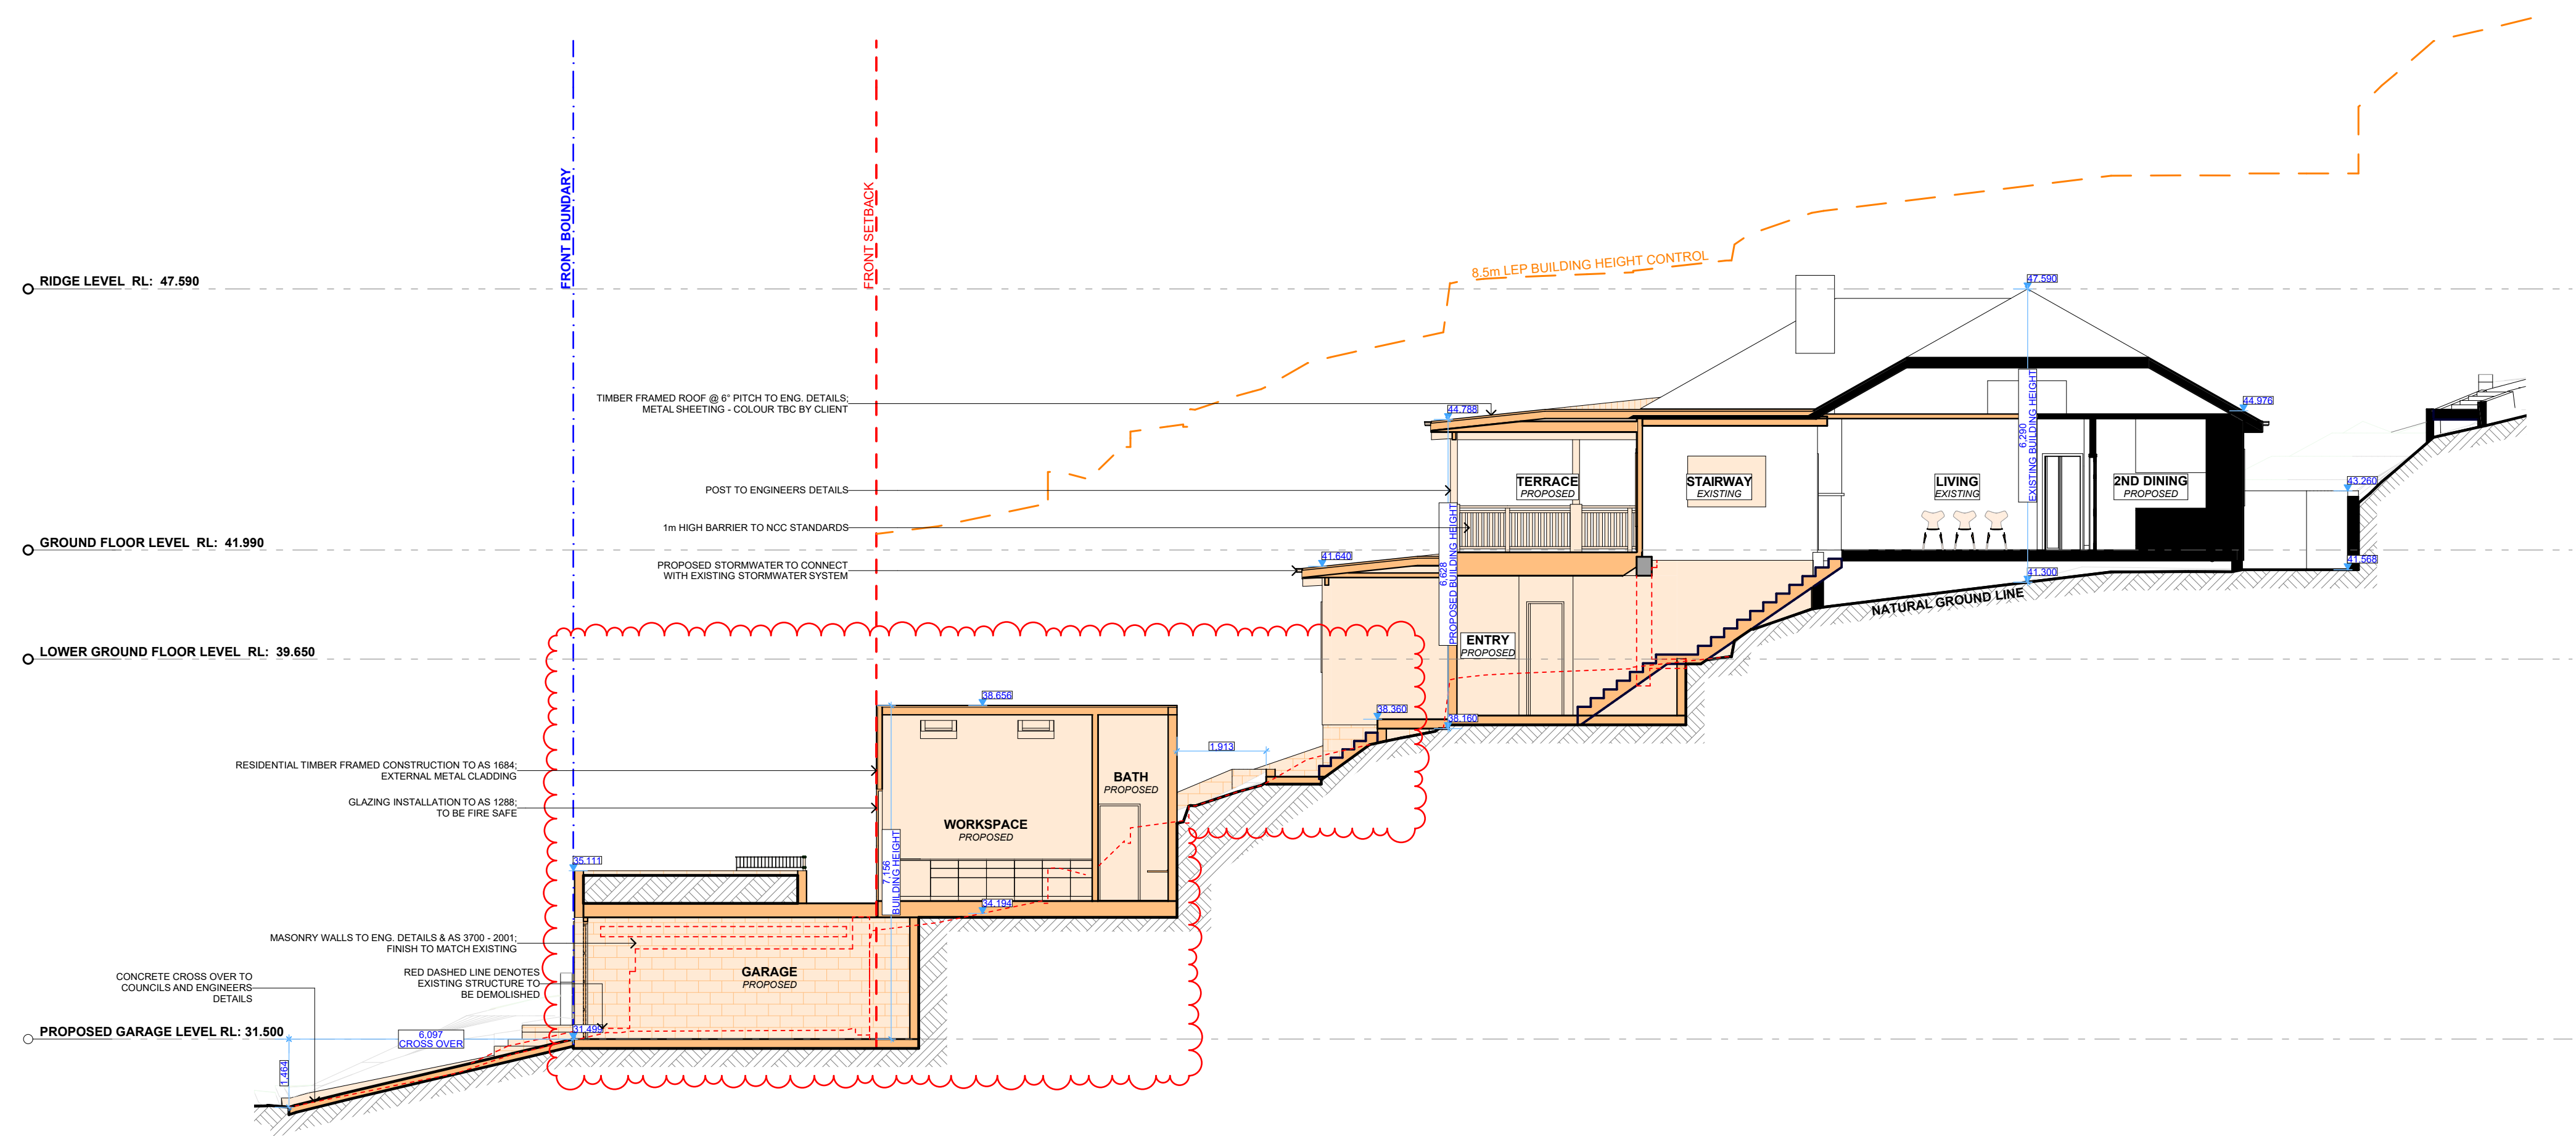 FRONT BOUNDARY
FRONT SETBACK
8.5m LEP BUILDING HEIGHT CONTROL
RIDGE LEVEL RL: 47.590
47.590
TIMBER FRAMED ROOF @ 6° PITCH TO ENG. DETAILS;
METAL SHEETING - COLOUR TBC BY CLIENT
44.788
44.976
6,290
EXISTING BUILDING HEIGHT
POST TO ENGINEERS DETAILS
TERRACE
PROPOSED
STAIRWAY
EXISTING
LIVING
EXISTING
2ND DINING
PROPOSED
43.260
1m HIGH BARRIER TO NCC STANDARDS
GROUND FLOOR LEVEL RL: 41.990
41.640
6,628
PROPOSED BUILDING HEIGHT
41.300
41.568
PROPOSED STORMWATER TO CONNECT
WITH EXISTING STORMWATER SYSTEM
NATURAL GROUND LINE
ENTRY
PROPOSED
LOWER GROUND FLOOR LEVEL RL: 39.650
38.656
38.360
38.160
1,913
RESIDENTIAL TIMBER FRAMED CONSTRUCTION TO AS 1684;
EXTERNAL METAL CLADDING
BATH
PROPOSED
GLAZING INSTALLATION TO AS 1288;
TO BE FIRE SAFE
WORKSPACE
PROPOSED
7,156
BUILDING HEIGHT
35.111
34.194
MASONRY WALLS TO ENG. DETAILS & AS 3700 - 2001;
FINISH TO MATCH EXISTING
CONCRETE CROSS OVER TO
COUNCILS AND ENGINEERS
DETAILS
RED DASHED LINE DENOTES
EXISTING STRUCTURE TO
BE DEMOLISHED
GARAGE
PROPOSED
PROPOSED GARAGE LEVEL RL: 31.500
31.499
6,097
CROSS OVER
1,464